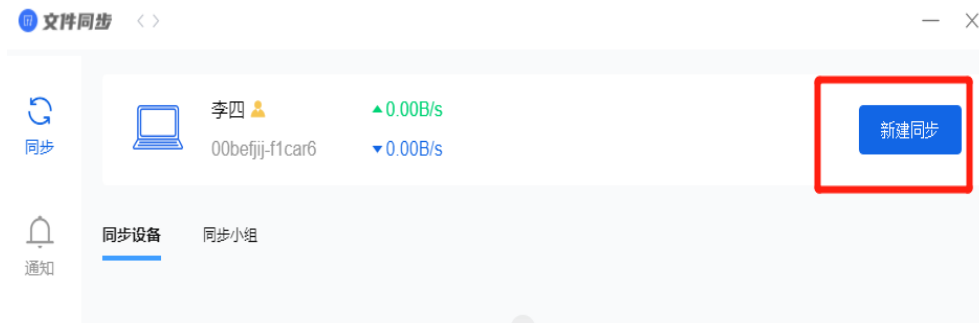 文件同步
李四
▲0.00B/s
新建同步
同步
00befjij-f1car6
▼0.00B/s
同步设备
同步小组
通知